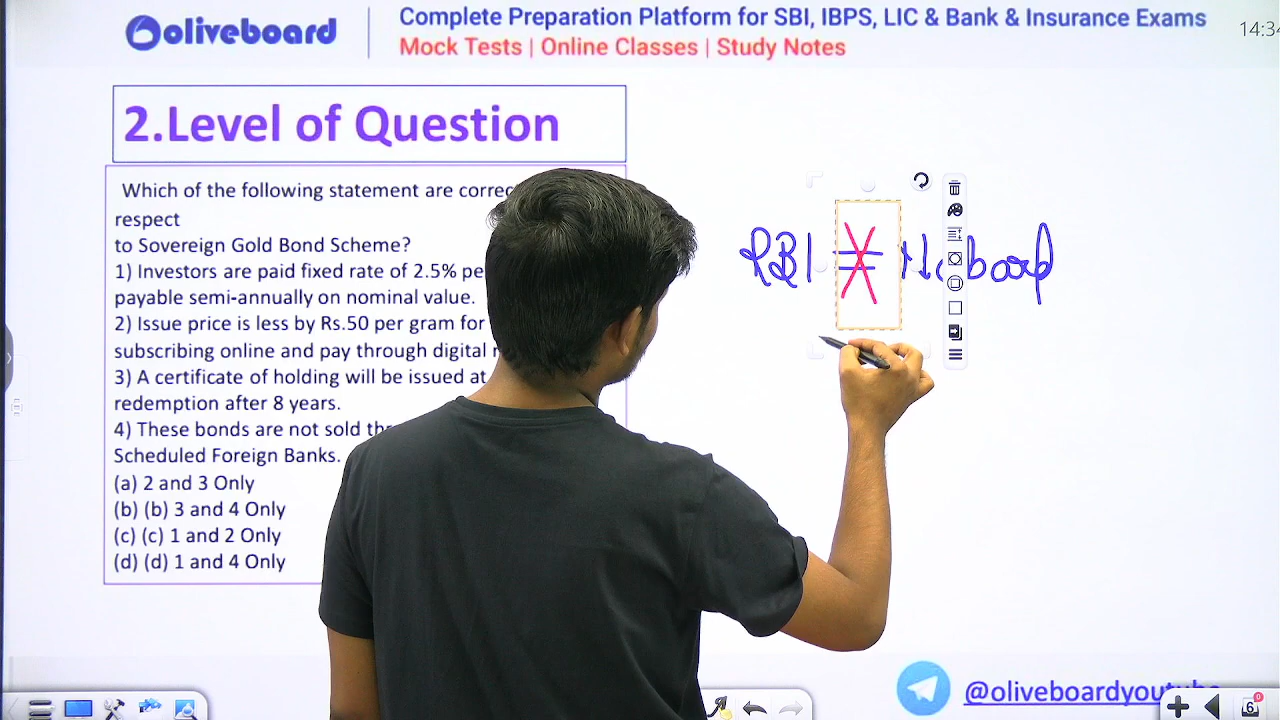 oliveboard
Complete Preparation Platform for SBI, IBPS, LIC & Bank & Insurance Exams
Mock Tests | Online Classes | Study Notes
14:34
2.Level of Question
Which of the following statement are
respect
to Sovereign Gold Bond Scheme?
1) Investors are paid fixed rate of 2.5%
payable semi-annually on nominal value.
2) Issue price is less by Rs.50 per gram for
subscribing online and pay through digital
3) A certificate of holding will be issued at
redemption after 8 years.
4) These bonds are not sold
Scheduled Foreign Banks.
(a) 2 and 3 Only
(b) (b) 3 and 4 Only
(c) (c) 1 and 2 Only
(d) (d) 1 and 4 Only
RBI
@oliveboardyoutube
6
0